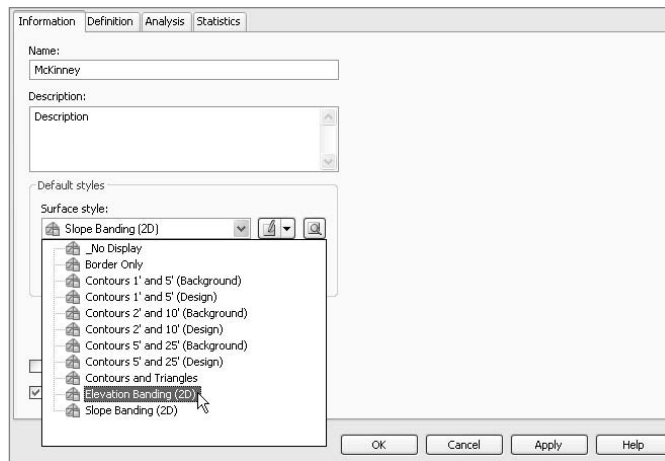 Information Definition Analysis Statistics
Name:
McKinney
Description:
Description
Default styles
Surface style:
Slope Banding (2D)
_No Display
Border Only
Contours 1' and 5' (Background)
Contours 1' and 5' (Design)
Contours 2' and 10' (Background)
Contours 2' and 10' (Design)
Contours 5' and 25' (Background)
Contours 5' and 25' (Design)
Contours and Triangles
Elevation Banding (2D)
Slope Banding (2D)
OK Cancel Apply Help